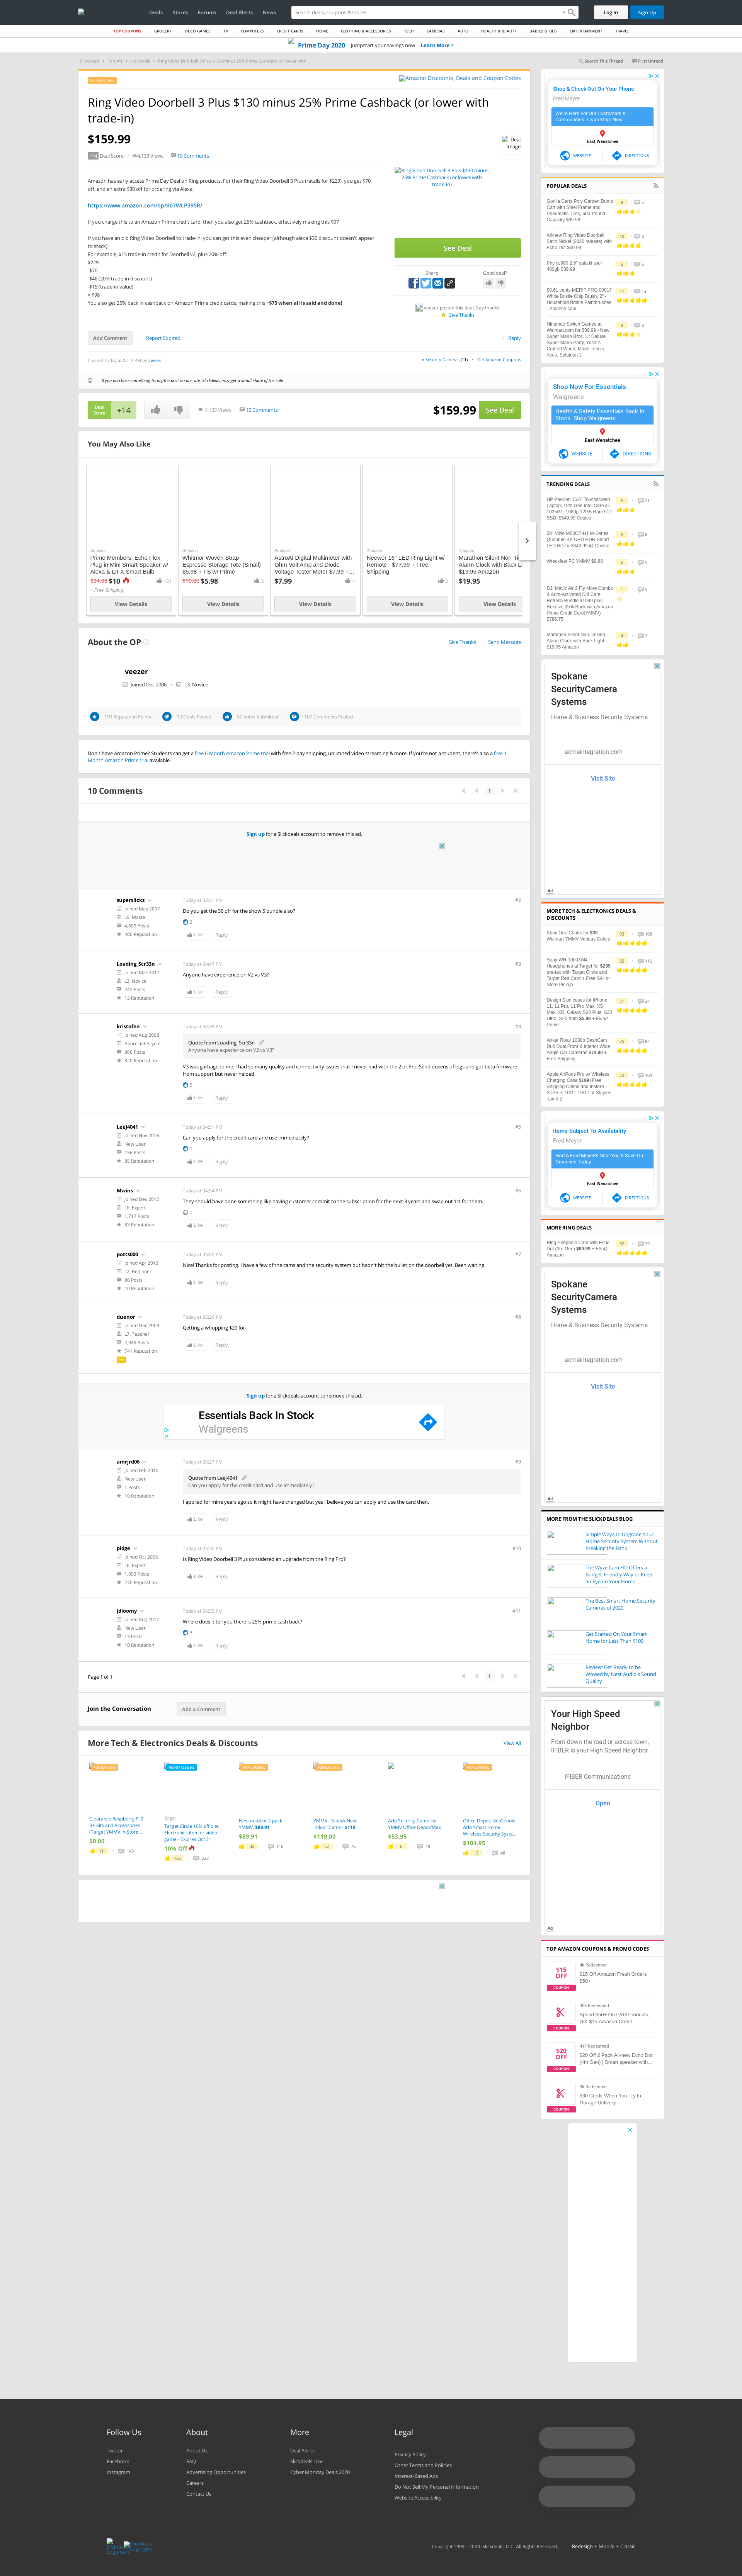 Deals Stores Forums Deal Alerts News
Search deals, coupons & stores
Log In Sign Up
TOP COUPONS GROCERY VIDEO GAMES TV COMPUTERS CREDIT CARDS HOME CLOTHING & ACCESSORIES TECH CAMERAS AUTO HEALTH & BEAUTY BABIES & KIDS ENTERTAINMENT TRAVEL
Prime Day 2020 Jumpstart your savings now Learn More
Slickdeals Forums Hot Deals Ring Video Doorbell 3 Plus $130 minus 25% Prime Cashback (or lower with...
Search This Thread First Unread
Amazon Discounts, Deals and Coupon Codes
Ring Video Doorbell 3 Plus $130 minus 25% Prime Cashback (or lower with trade-in)
$159.99
+14 Deal Score 4,133 Views 10 Comments
Deal image
Amazon has early access Prime Day Deal on Ring products. For their Ring Video Doorbell 3 Plus (retails for $229), you get $70 off, and an extra $30 off for ordering via Alexa.
https://www.amazon.com/dp/B07WLP395R/
If you charge this to an Amazon Prime credit card, then you also get 25% cashback, effectively making this $97
If you have an old Ring Video Doorbell to trade-in, you can get this even cheaper (although alexa $30 discount doesn't appear to stack):
For example, $15 trade-in credit for Doorbell v2, plus 20% off:
$229
-$70
-$46 (20% trade-in discount)
-$15 (trade-in value)
= $98
You also get 25% back in cashback on Amazon Prime credit cards, making this ~$75 when all is said and done!
Ring Video Doorbell 3 Plus $130 minus 25% Prime Cashback (or lower with trade-in)
See Deal
Share Good deal?
veezer posted this deal. Say thanks!
Give Thanks
Add Comment Report Expired Reply
Created Today at 02:14 PM by veezer
in Security Cameras (11) Get Amazon Coupons
If you purchase something through a post on our site, Slickdeals may get a small share of the sale.
Deal Score +14 4,133 Views 10 Comments $159.99 See Deal
You May Also Like
Amazon
Prime Members: Echo Flex Plug-in Mini Smart Speaker w/ Alexa & LIFX Smart Bulb
$34.98 $10 121
+ Free Shipping
View Details
Amazon
Whitmor Woven Strap Espresso Storage Tote (Small) $5.98 + FS w/ Prime
$10.00 $5.98 2
View Details
Amazon
AstroAI Digital Multimeter with Ohm Volt Amp and Diode Voltage Tester Meter $7.99 +...
$7.99
View Details
Amazon
Neewer 16" LED Ring Light w/ Remote - $77.99 + Free Shipping
2
View Details
Amazon
Marathon Silent Non-Ti
Alarm Clock with Back Li
$19.95 Amazon
$19.95
View Details
About the OP Give Thanks Send Message
veezer
Joined Dec 2006 L3: Novice
191 Reputation Points 10 Deals Posted 30 Votes Submitted 107 Comments Posted
Don't have Amazon Prime? Students can get a free 6-Month Amazon Prime trial with free 2-day shipping, unlimited video streaming & more. If you're not a student, there's also a free 1-Month Amazon Prime trial available.
10 Comments 1
Sign up for a Slickdeals account to remove this ad.
superslickz
Joined May 2007
L9: Master
4,609 Posts
400 Reputation
Today at 02:31 PM #2
Do you get the 30 off for the show 5 bundle also?
2
Like Reply
Loading_Scr33n
Joined Mar 2017
L3: Novice
242 Posts
13 Reputation
Today at 04:47 PM #3
Anyone have experience on V2 vs V3?
Like Reply
kristofen
Joined Aug 2008
Appreciates you!
886 Posts
320 Reputation
Today at 04:49 PM #4
Quote from Loading_Scr33n
Anyone have experience on V2 vs V3?
V3 was garbage to me. I had so many quality and connectivity issues that I never had with the 2 or Pro. Send dozens of logs and got beta firmware from support but never helped.
5
Like Reply
LeeJ4041
Joined Nov 2016
New User
156 Posts
85 Reputation
Today at 04:51 PM #5
Can you apply for the credit card and use immediately?
1
Like Reply
Mwins
Joined Dec 2012
L6: Expert
1,717 Posts
83 Reputation
Today at 04:54 PM #6
They should have done something like having customer commit to the subscription for the next 3 years and swap out 1:1 for them....
1
Like Reply
potts000
Joined Apr 2013
L2: Beginner
80 Posts
10 Reputation
Today at 05:02 PM #7
Nice! Thanks for posting. I have a few of the cams and the security system but hadn't bit the bullet on the doorbell yet. Been waiting.
Like Reply
duenor
Joined Dec 2009
L7: Teacher
2,949 Posts
741 Reputation
Pro
Today at 05:26 PM #8
Getting a whopping $20 for
Like Reply
Sign up for a Slickdeals account to remove this ad.
Essentials Back In Stock
Walgreens
amrjrd06
Joined Feb 2010
New User
1 Posts
10 Reputation
Today at 05:27 PM #9
Quote from LeeJ4041
Can you apply for the credit card and use immediately?
I applied for mine years ago so it might have changed but yes I believe you can apply and use the card then.
Like Reply
pidge
Joined Oct 2006
L6: Expert
1,853 Posts
270 Reputation
Today at 05:30 PM #10
Is Ring Video Doorbell 3 Plus considered an upgrade from the Ring Pro?
Like Reply
jdloomy
Joined Aug 2017
New User
13 Posts
10 Reputation
Today at 05:35 PM #11
Where does it tell you there is 25% prime cash back?
3
Like Reply
Page 1 of 1 1
Join the Conversation Add a Comment
More Tech & Electronics Deals & Discounts View All
Clearance Raspberry Pi 3 B+ Kits and Accessories (Target YMMV In-Store...
$0.00
111 143
FRONTPAGE DEAL
Target
Target Circle 10% off one Electronics item or video game - Expires Oct 31
10% Off
126 223
Nest outdoor 2 pack YMMV, $89.91
$89.91
42 116
YMMV - 3-pack Nest Indoor Cams - $119
$119.00
52 76
Arlo Security Cameras YMMV Office Depot/Max
$53.95
6 19
Office Depot: NetGear® Arlo Smart Home Wireless Security Syste...
$104.95
13 48
Shop & Check Out On Your Phone
Fred Meyer
We're Here For Our Customers & Communities. Learn More Now.
East Wenatchee
WEBSITE DIRECTIONS
POPULAR DEALS
Gorilla Carts Poly Garden Dump Cart with Steel Frame and Pneumatic Tires, 600-Pound Capacity $69.98
All-new Ring Video Doorbell, Satin Nickel (2020 release) with Echo Dot $69.99
Pny cs900 2.5" sata iii ssd - 480gb $39.99
$0.61 cents MERIT PRO 00017 White Bristle Chip Brush, 2" - Household Bristle Paintbrushes - Amazon.com
17 13
Nintendo Switch Games at Walmart.com for $39.99 - New Super Mario Bros. U: Deluxe, Super Mario Party, Yoshi's Crafted World, Mario Tennis Aces, Splatoon 2
Shop Now For Essentials
Walgreens
Health & Safety Essentials Back In Stock. Shop Walgreens.
East Wenatchee
WEBSITE DIRECTIONS
TRENDING DEALS
HP Pavilion 15.6" Touchscreen Laptop: 10th Gen Intel Core i5-1035G1, 1080p 12GB Ram 512 SSD, $549.99 Costco
6 21
50" Vizio M50Q7-H1 M-Series Quantum 4K UHD HDR Smart LED HDTV $349.99 @ Costco
Wreckfest PC YMMV $9.88
6 5
DJI Mavic Air 2 Fly More Combo & Auto-Activated DJI Care Refresh Bundle $1049 plus Receive 25% Back with Amazon Prime Credit Card(YMMV) $786.75
1 5
Marathon Silent Non Ticking Alarm Clock with Back Light - $19.95 Amazon
4 2
Spokane SecurityCamera Systems
Home & Business Security Systems
acmeintegration.com
Visit Site
Ad
MORE TECH & ELECTRONICS DEALS & DISCOUNTS
Xbox One Controller $30 Walmart YMMV Various Colors
93 108
Sony WH-1000XM4 Headphones at Target for $299 pre-tax with Target Circle and Target Red Card + Free S/H or Store Pickup
82 116
Design Skin cases for iPhone 11, 11 Pro, 11 Pro Max, XS Max, XR, Galaxy S20 Plus, S20 Ultra, S20 from $5.99 + FS w/ Prime
71 34
Anker Roav 1080p DashCam Duo Dual Front & Interior Wide Angle Car Cameras $74.80 + Free Shipping
75 84
Apple AirPods Pro w/ Wireless Charging Case $199+Free Shipping Online and Instore - STARTs 10/11-10/17 at Staples -Limit-2
72 100
Items Subject To Availability
Fred Meyer
Find A Fred Meyer® Near You & Save On Groceries Today.
East Wenatchee
WEBSITE DIRECTIONS
MORE RING DEALS
Ring Peephole Cam with Echo Dot (3rd Gen) $69.99 + FS @ Amazon
32 29
Spokane SecurityCamera Systems
Home & Business Security Systems
acmeintegration.com
Visit Site
Ad
MORE FROM THE SLICKDEALS BLOG
Simple Ways to Upgrade Your Home Security System Without Breaking the Bank
The Wyze Cam HD Offers a Budget-Friendly Way to Keep an Eye on Your Home
The Best Smart Home Security Cameras of 2020
Get Started On Your Smart Home for Less Than $100
Review: Get Ready to be Wowed by Nest Audio's Sound Quality
Your High Speed Neighbor
From down the road or across town, iFIBER is your High Speed Neighbor.
iFIBER Communications
Open
Ad
TOP AMAZON COUPONS & PROMO CODES
$15 OFF COUPON
4k Redeemed
$15 Off Amazon Fresh Orders $50+
COUPON
308 Redeemed
Spend $50+ On P&G Products, Get $15 Amazon Credit
$20 OFF COUPON
417 Redeemed
$20 Off 2 Pack All-new Echo Dot (4th Gen) | Smart speaker with...
COUPON
1k Redeemed
$30 Credit When You Try In-Garage Delivery
Follow Us
Twitter
Facebook
Instagram
About
About Us
FAQ
Advertising Opportunities
Careers
Contact Us
More
Deal Alerts
Slickdeals Live
Cyber Monday Deals 2020
Legal
Privacy Policy
Other Terms and Policies
Interest-Based Ads
Do Not Sell My Personal Information
Website Accessibility
Copyright 1999 - 2020. Slickdeals, LLC. All Rights Reserved. Redesign • Mobile • Classic